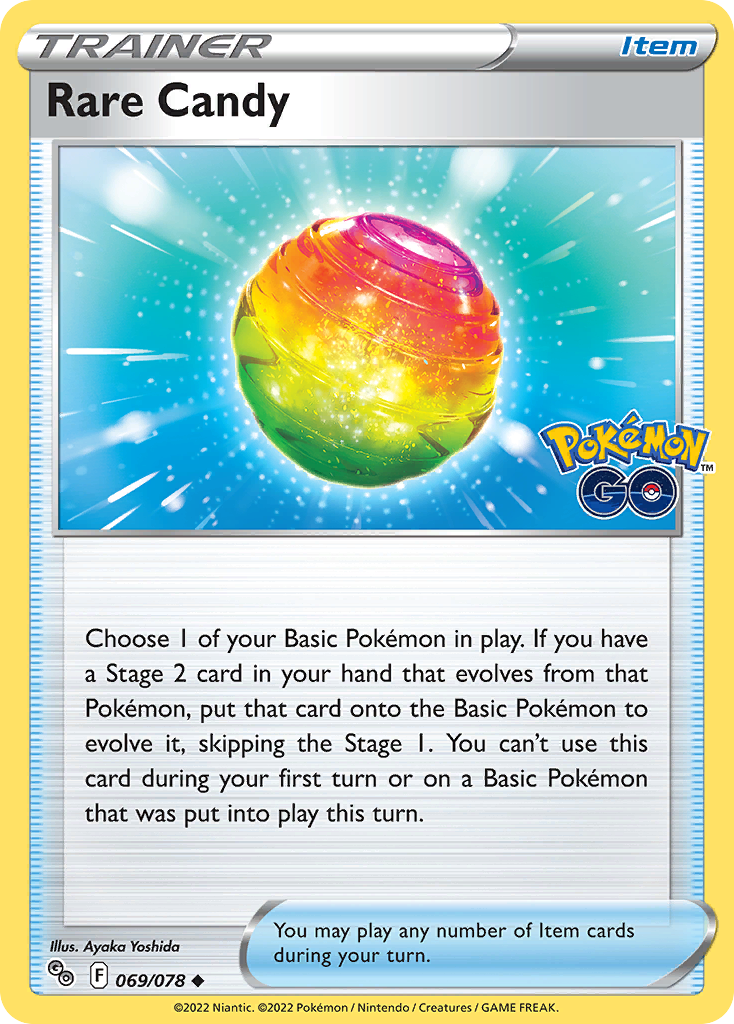 TRAINER
Item
Rare Candy
POKÉMON
GO
TM
Choose 1 of your Basic Pokémon in play. If you have
a Stage 2 card in your hand that evolves from that
Pokémon, put that card onto the Basic Pokémon to
evolve it, skipping the Stage 1. You can't use this
card during your first turn or on a Basic Pokémon
that was put into play this turn.
Illus. Ayaka Yoshida
You may play any number of Item cards
during your turn.
GO F 069/078 ◆
©2022 Niantic. ©2022 Pokémon / Nintendo / Creatures / GAME FREAK.